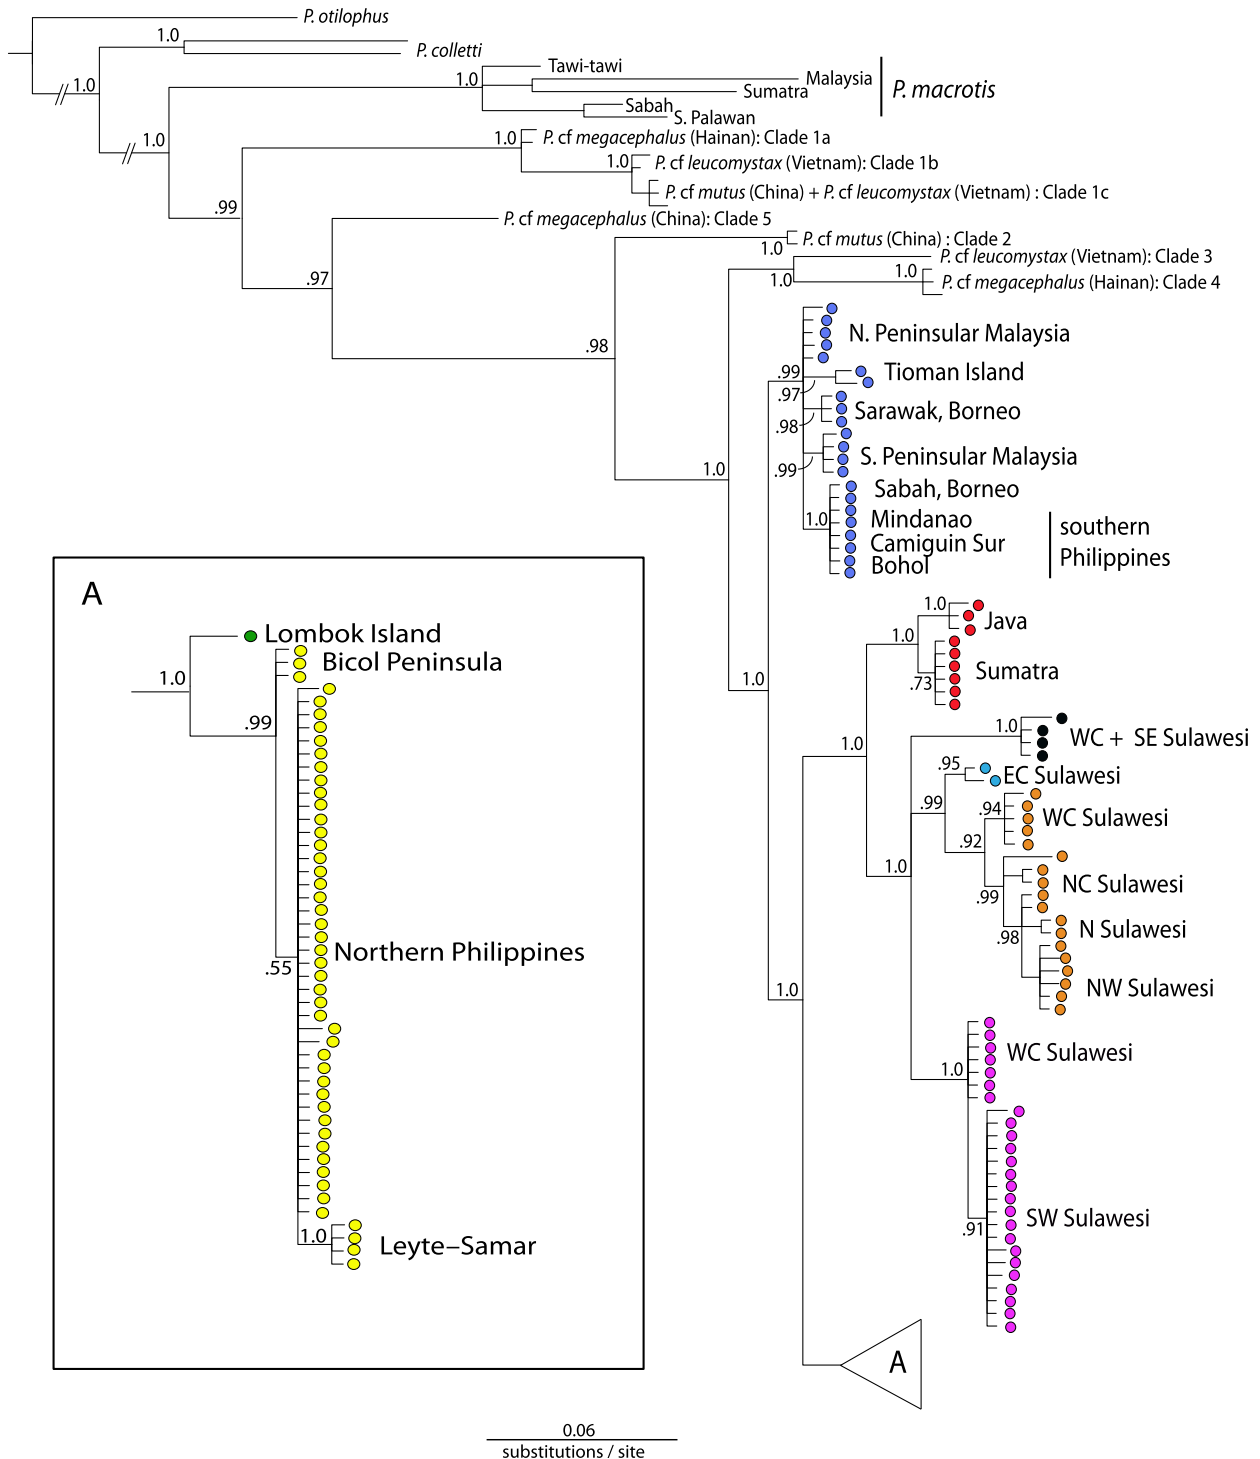 P. otilophus
1.0
P. colletti
1.0
Tawi-tawi
1.0
Malaysia
Sumatra
P. macrotis
Sabah
S. Palawan
1.0
1.0
P. cf megacephalus (Hainan): Clade 1a
1.0
P. cf leucomystax (Vietnam): Clade 1b
P. cf mutus (China) + P. cf leucomystax (Vietnam) : Clade 1c
.99
P. cf megacephalus (China): Clade 5
P. cf mutus (China) : Clade 2
1.0
P. cf leucomystax (Vietnam): Clade 3
.97
1.0
1.0
P. cf megacephalus (Hainan): Clade 4
N. Peninsular Malaysia
.98
.99
Tioman Island
.97
Sarawak, Borneo
.98
S. Peninsular Malaysia
1.0
.99
Sabah, Borneo
1.0
Mindanao
southern
Camiguin Sur
Philippines
Bohol
A
1.0
Java
Lombok Island
1.0
Bicol Peninsula
1.0
1.0
Sumatra
.73
.99
1.0
WC + SE Sulawesi
1.0
.95
EC Sulawesi
.99
.94
WC Sulawesi
.92
1.0
NC Sulawesi
.99
N Sulawesi
.98
Northern Philippines
.55
1.0
NW Sulawesi
WC Sulawesi
1.0
SW Sulawesi
.91
1.0
Leyte–Samar
A
0.06
substitutions / site